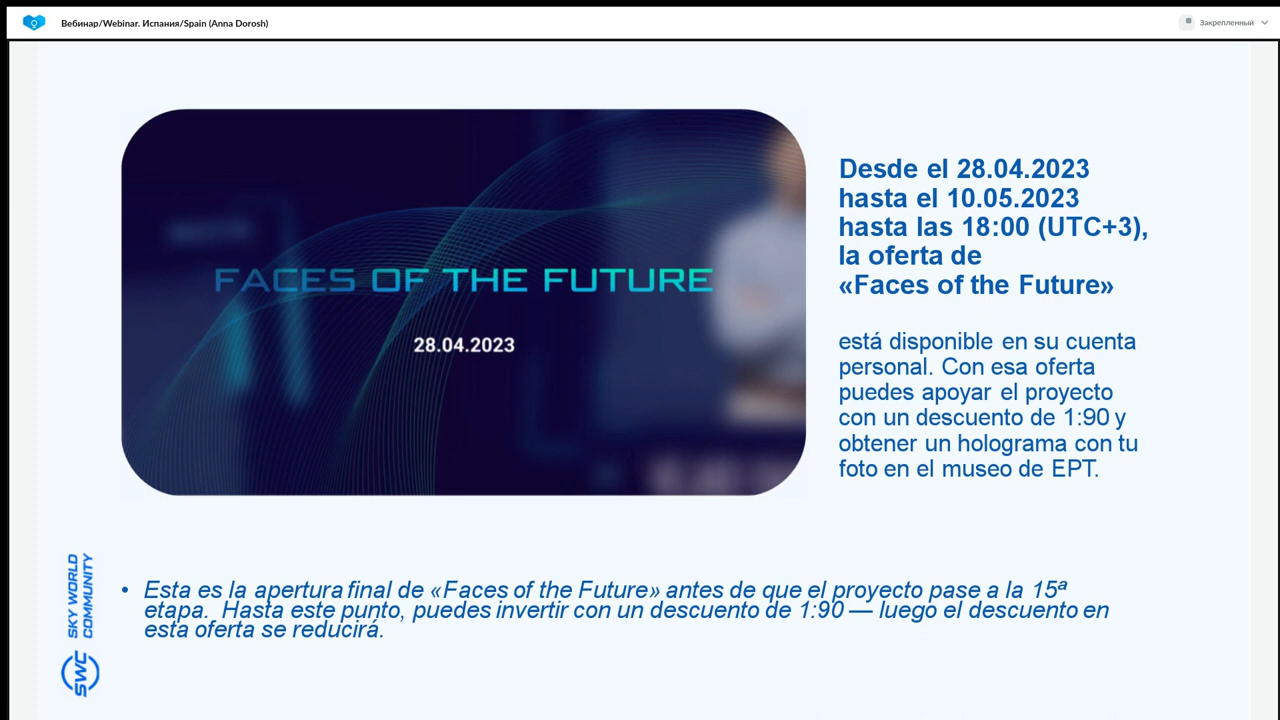 Вебинар/Webinar. Испания/Spain (Anna Dorosh)
Закрепленный
FACES OF THE FUTURE
28.04.2023
Desde el 28.04.2023
hasta el 10.05.2023
hasta las 18:00 (UTC+3),
la oferta de
«Faces of the Future»
está disponible en su cuenta
personal. Con esa oferta
puedes apoyar el proyecto
con un descuento de 1:90 y
obtener un holograma con tu
foto en el museo de EPT.
SKY WORLD
COMMUNITY
SWC
• Esta es la apertura final de «Faces of the Future» antes de que el proyecto pase a la 15ª
etapa. Hasta este punto, puedes invertir con un descuento de 1:90 — luego el descuento en
esta oferta se reducirá.